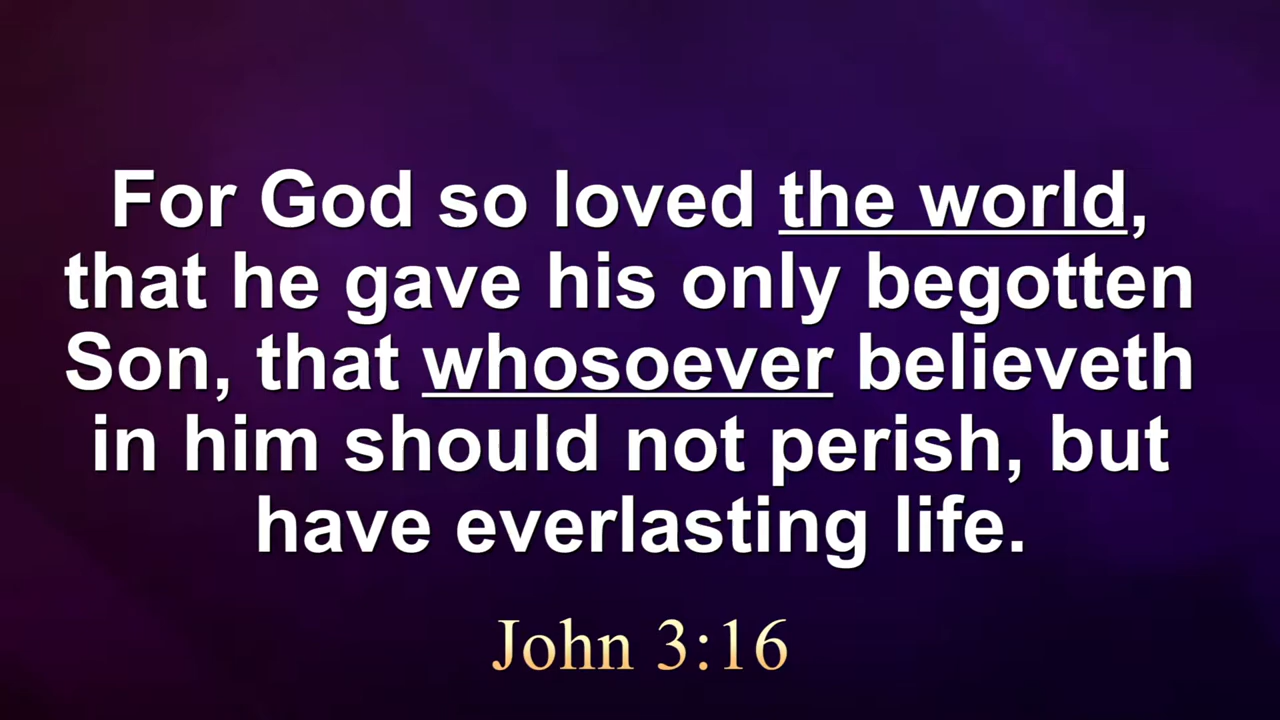 For God so loved the world,
that he gave his only begotten
Son, that whosoever believeth
in him should not perish, but
have everlasting life.
John 3:16